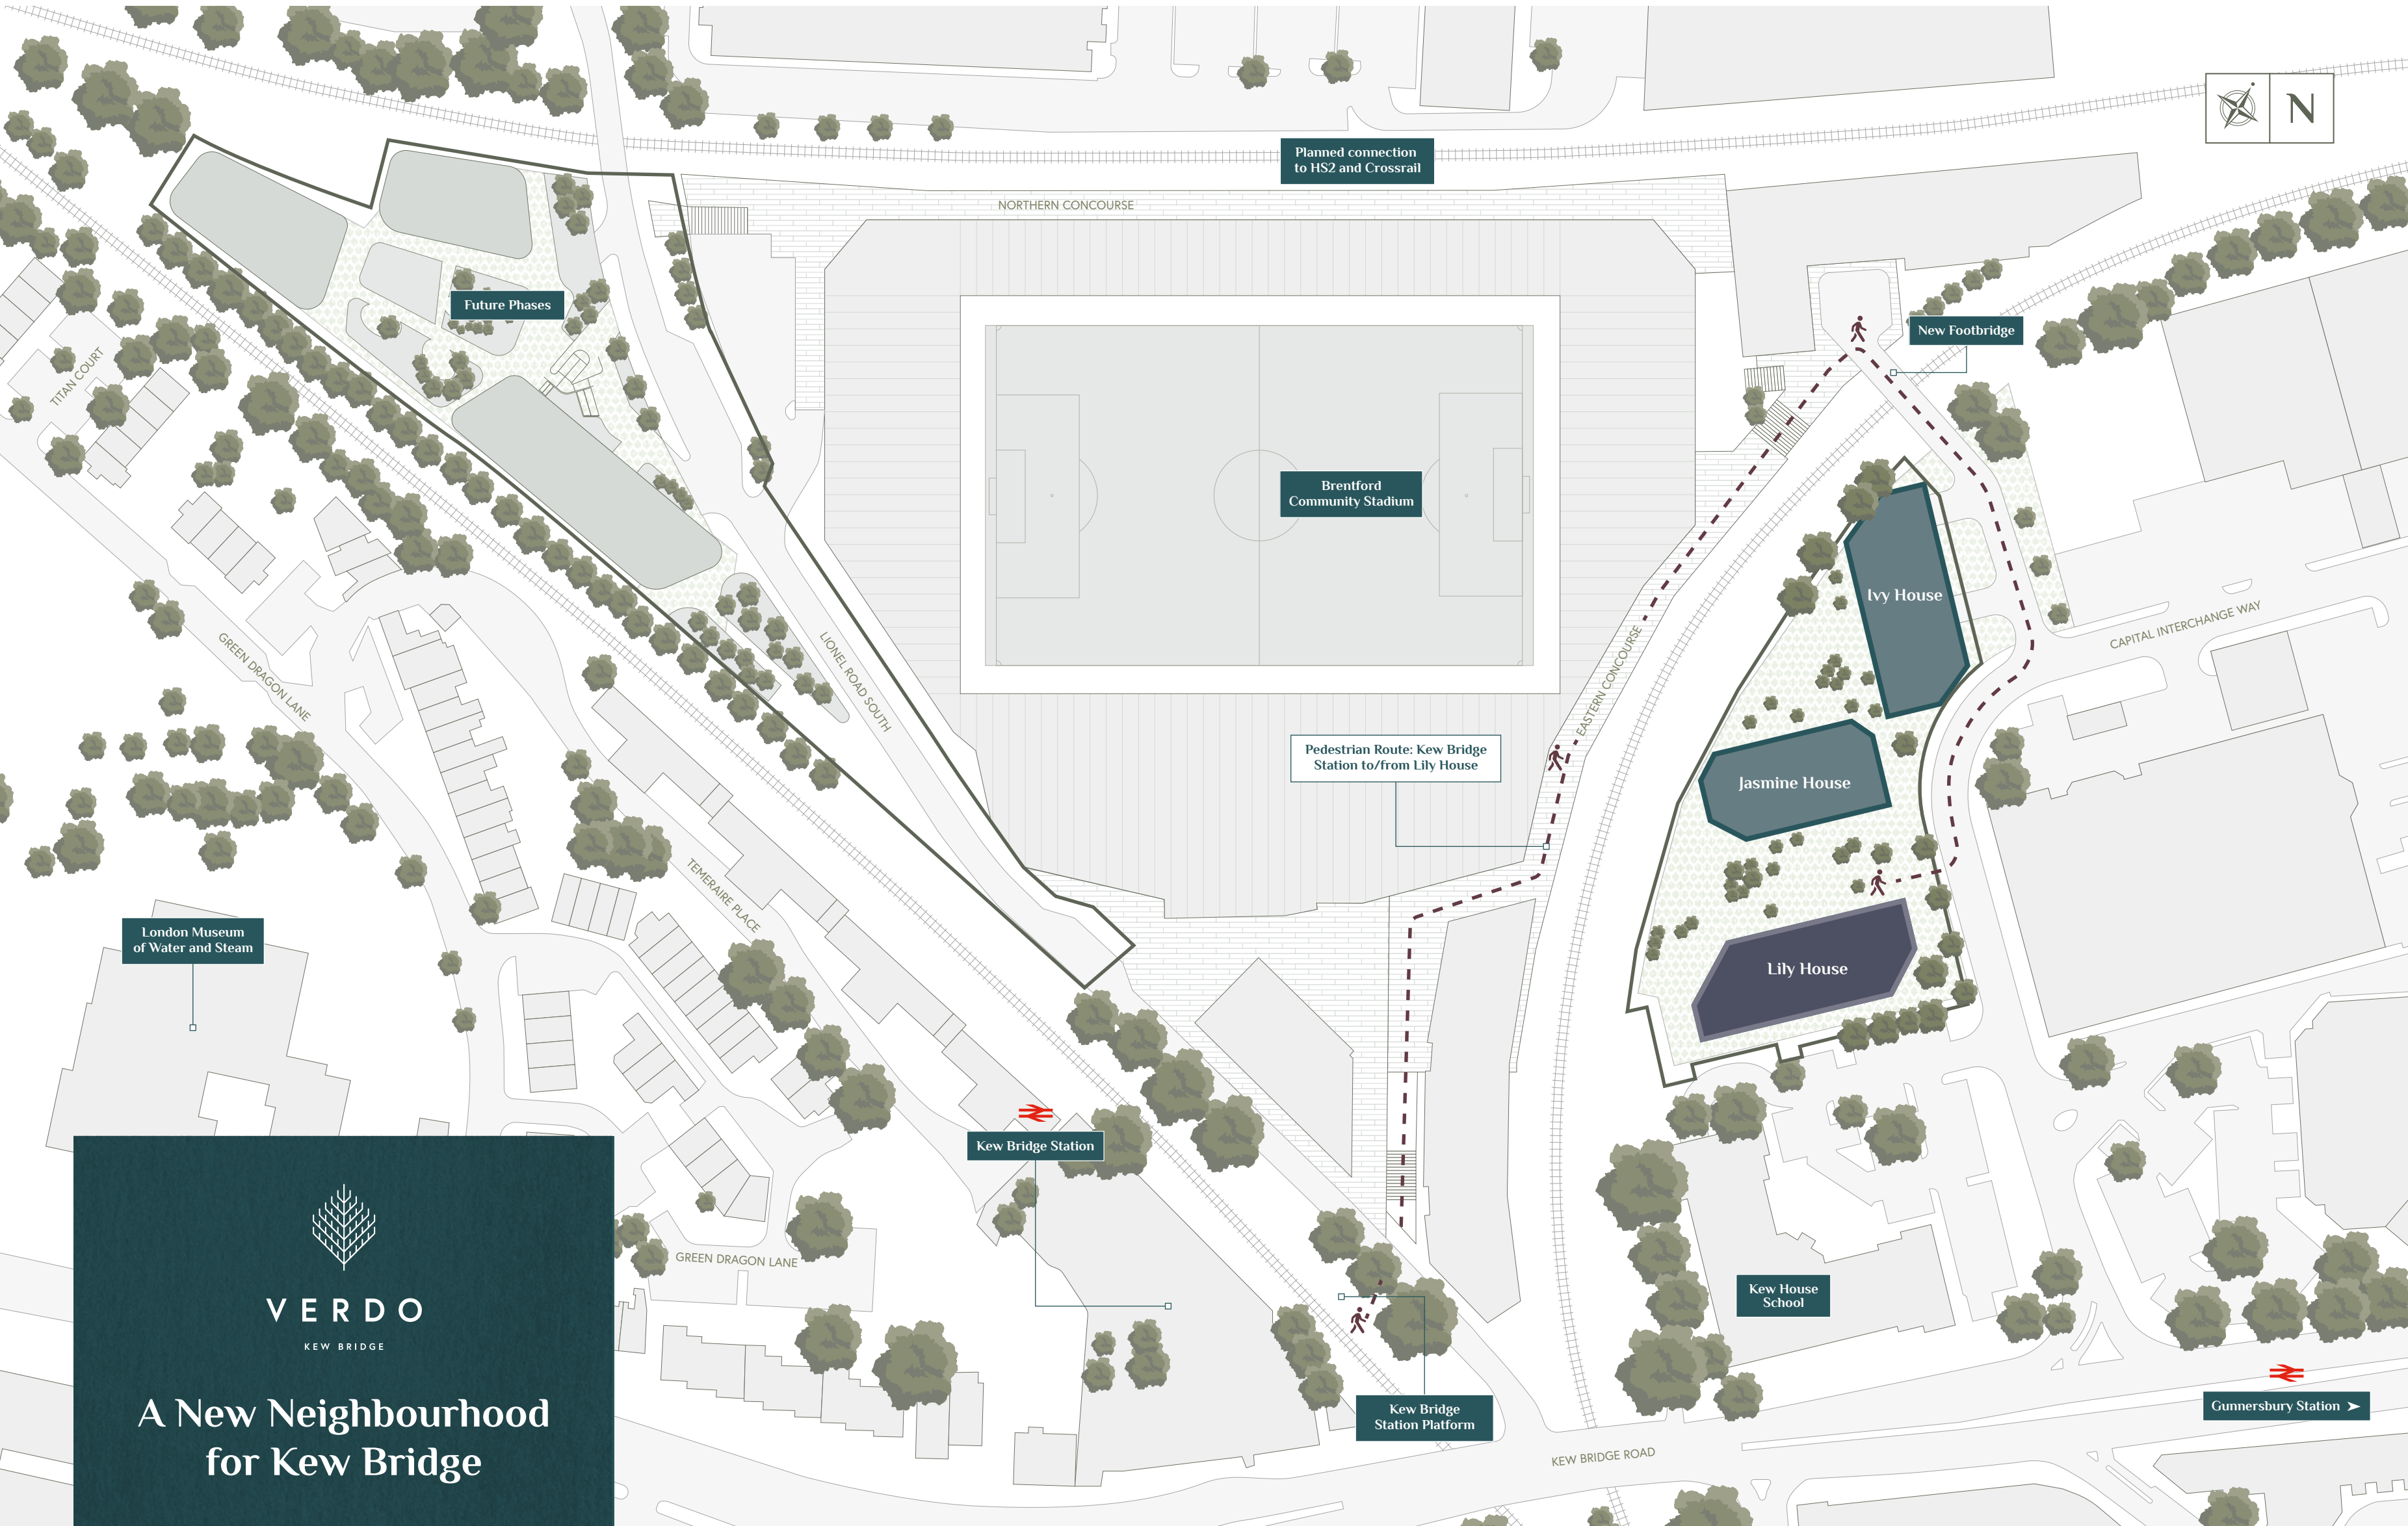 N
Planned connection
to HS2 and Crossrail
NORTHERN CONCOURSE
Future Phases
New Footbridge
TITAN COURT
Brentford
Community Stadium
Ivy House
CAPITAL INTERCHANGE WAY
GREEN DRAGON LANE
LIONEL ROAD SOUTH
EASTERN CONCOURSE
Pedestrian Route: Kew Bridge
Station to/from Lily House
Jasmine House
TEMERAIRE PLACE
London Museum
of Water and Steam
Lily House
Kew Bridge Station
GREEN DRAGON LANE
Kew House
School
Kew Bridge
Station Platform
Gunnersbury Station
KEW BRIDGE ROAD
VERDO
KEW BRIDGE
A New Neighbourhood
for Kew Bridge